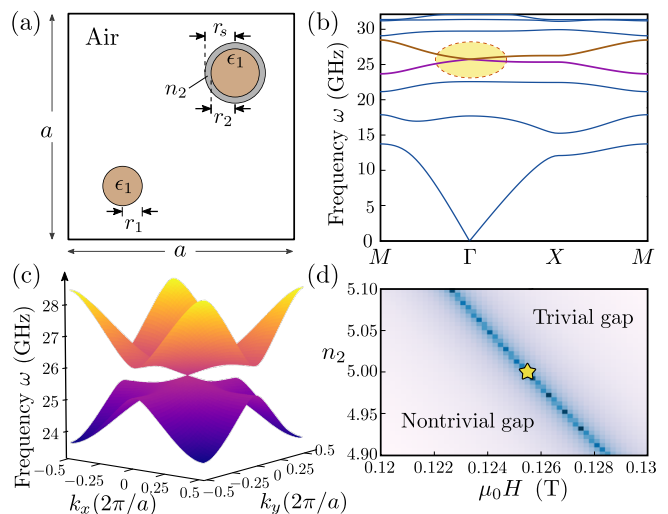 (a)
Air
r_s
ϵ_1
n_2
r_2
a
ϵ_1
r_1
a
(b)
Frequency ω (GHz)
30
25
20
15
10
5
0
M Γ X M
(c)
Frequency ω (GHz)
28
27
26
25
24
−0.5 −0.25 0 0.25 0.5
k_x(2π/a)
−0.5 −0.25 0 0.25 0.5
k_y(2π/a)
(d)
n_2
5.10
5.05
5.00
4.95
4.90
Trivial gap
Nontrivial gap
0.12 0.122 0.124 0.126 0.128 0.13
μ_0H (T)